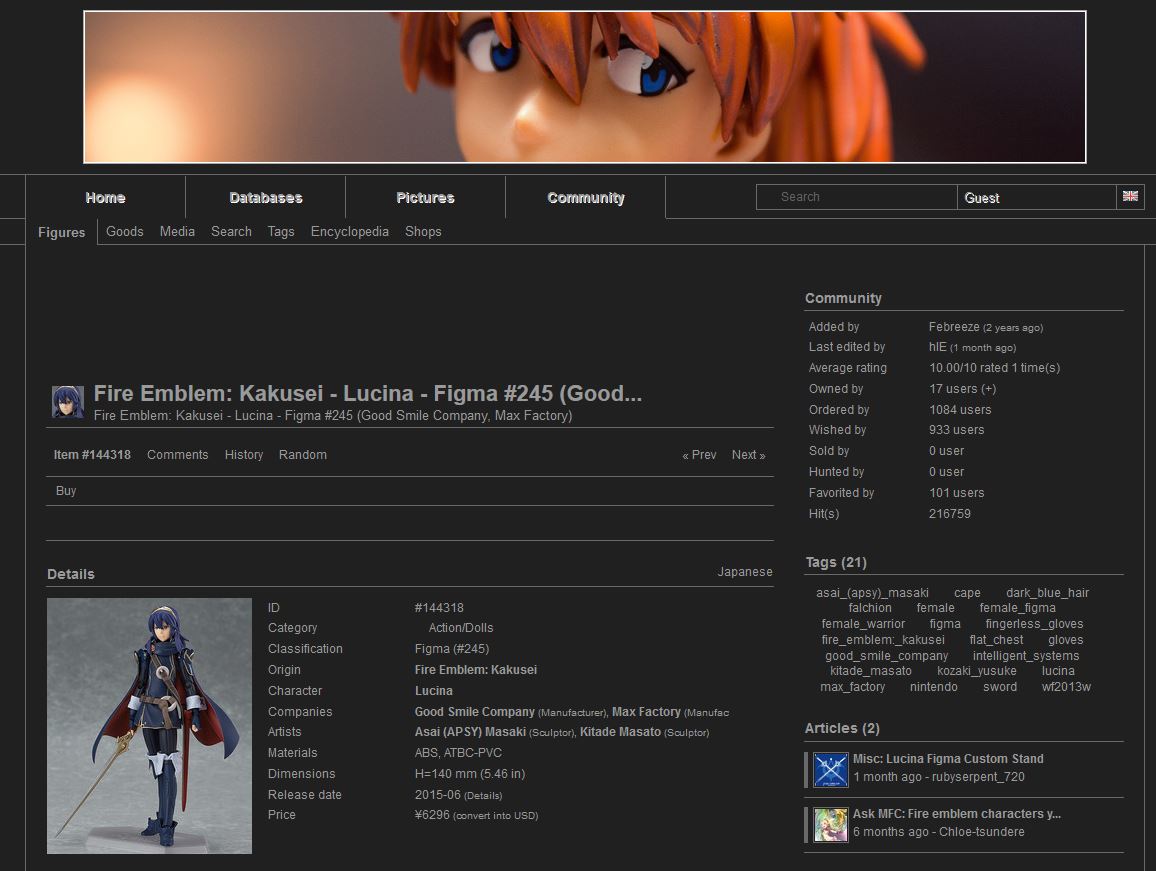 Home Databases Pictures Community Search Guest
Figures Goods Media Search Tags Encyclopedia Shops
Fire Emblem: Kakusei - Lucina - Figma #245 (Good...
Fire Emblem: Kakusei - Lucina - Figma #245 (Good Smile Company, Max Factory)
Item #144318 Comments History Random « Prev Next »
Buy
Details Japanese
ID #144318
Category Action/Dolls
Classification Figma (#245)
Origin Fire Emblem: Kakusei
Character Lucina
Companies Good Smile Company (Manufacturer), Max Factory (Manufac
Artists Asai (APSY) Masaki (Sculptor), Kitade Masato (Sculptor)
Materials ABS, ATBC-PVC
Dimensions H=140 mm (5.46 in)
Release date 2015-06 (Details)
Price ¥6296 (convert into USD)
Community
Added by Febreeze (2 years ago)
Last edited by hIE (1 month ago)
Average rating 10.00/10 rated 1 time(s)
Owned by 17 users (+)
Ordered by 1084 users
Wished by 933 users
Sold by 0 user
Hunted by 0 user
Favorited by 101 users
Hit(s) 216759
Tags (21)
asai_(apsy)_masaki cape dark_blue_hair
falchion female female_figma
female_warrior figma fingerless_gloves
fire_emblem:_kakusei flat_chest gloves
good_smile_company intelligent_systems
kitade_masato kozaki_yusuke lucina
max_factory nintendo sword wf2013w
Articles (2)
Misc: Lucina Figma Custom Stand
1 month ago - rubyserpent_720
Ask MFC: Fire emblem characters y...
6 months ago - Chloe-tsundere